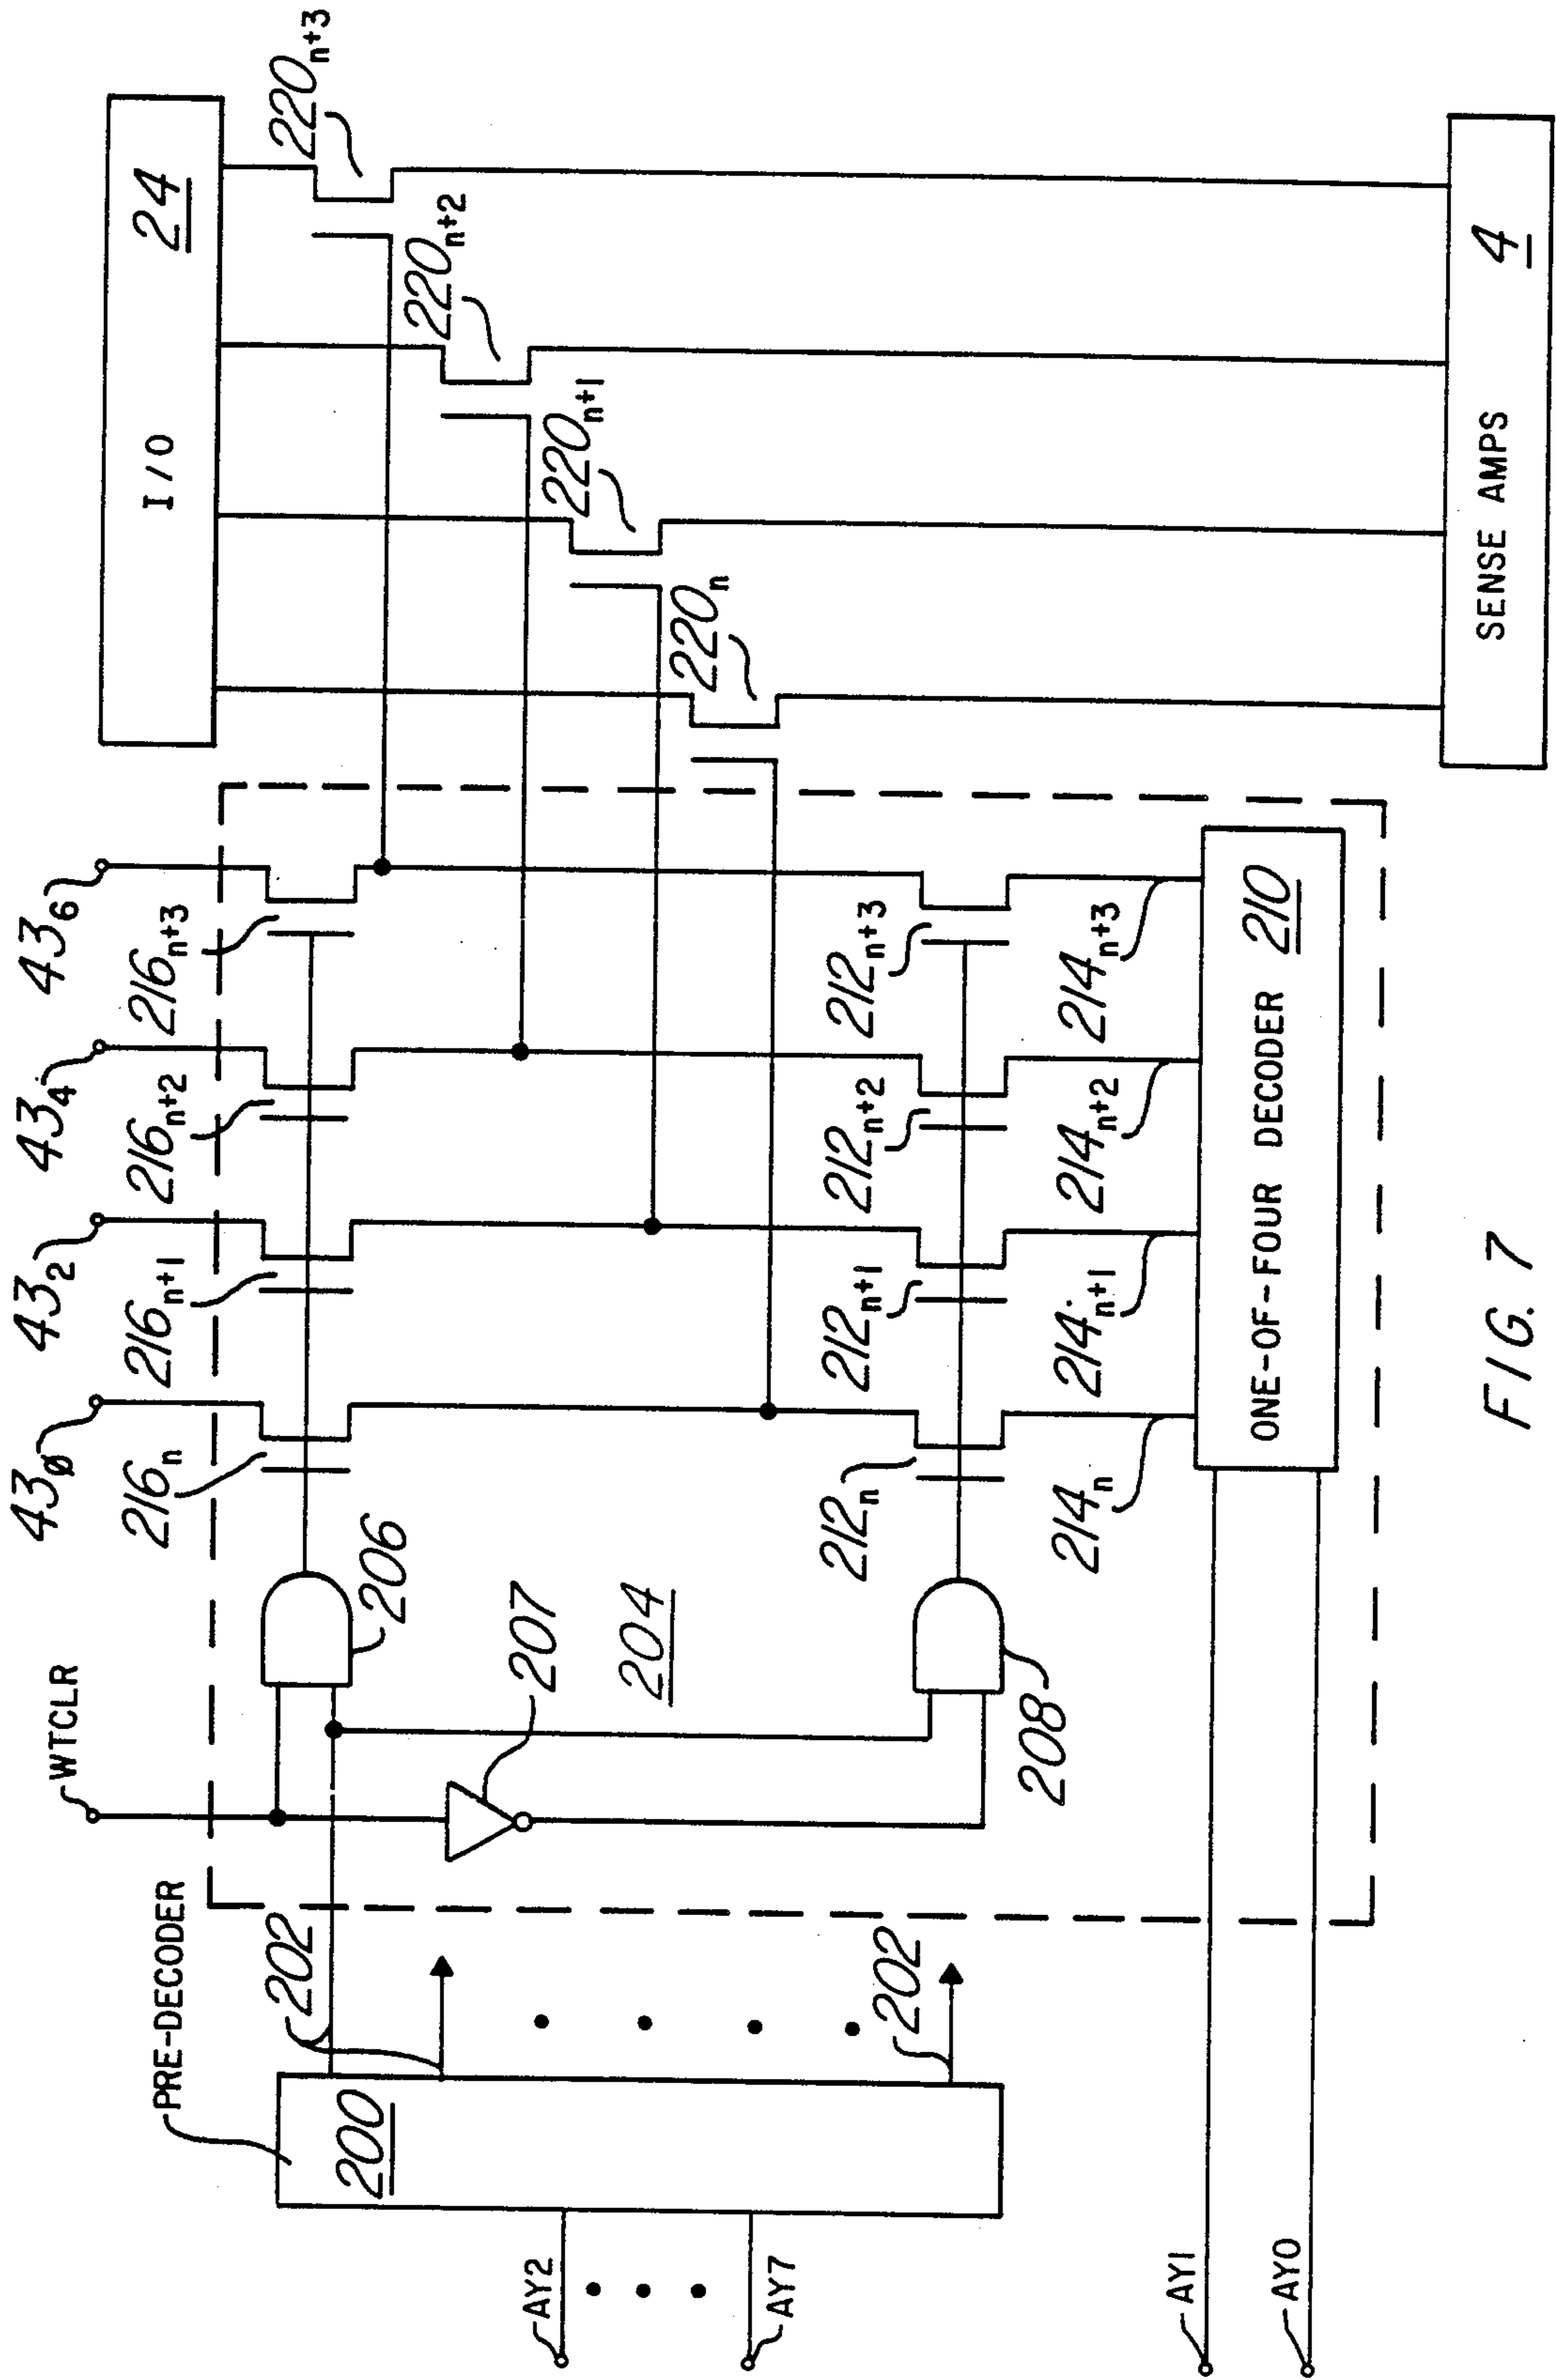 43ø
43₂
43₄
43₆
WTCLR
216ₙ
216ₙ₊₁
216ₙ₊₂
216ₙ₊₃
I/O
24
PRE-DECODER
202
206
220ₙ₊₃
220ₙ₊₂
200
207
220ₙ₊₁
204
220ₙ
AY2
AY7
202
208
212ₙ
212ₙ₊₁
212ₙ₊₂
212ₙ₊₃
214ₙ
214ₙ₊₁
214ₙ₊₂
214ₙ₊₃
AY1
AY0
ONE-OF-FOUR DECODER 210
SENSE AMPS
4
FIG. 7